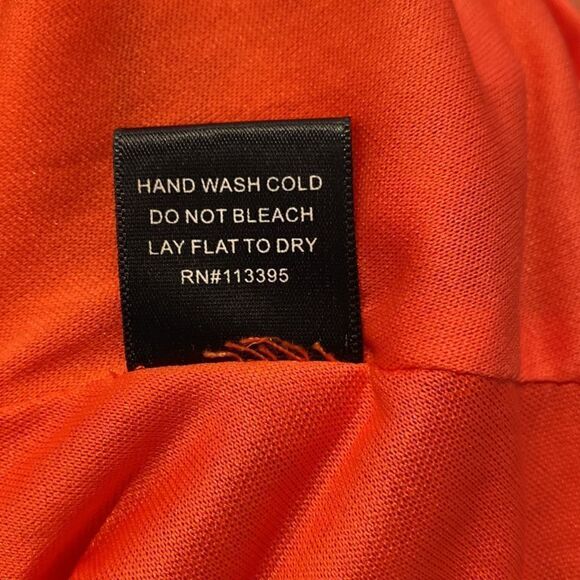 HAND WASH COLD
DO NOT BLEACH
LAY FLAT TO DRY
RN#113395